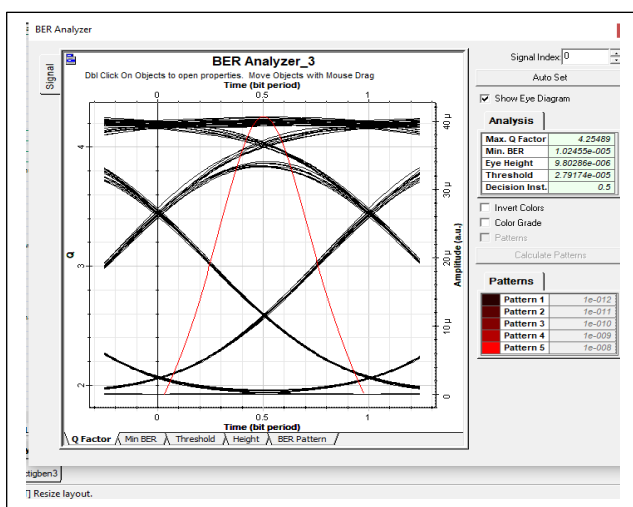 BER Analyzer
Signal
BER Analyzer_3
Dbl Click On Objects to open properties. Move Objects with Mouse Drag
Time (bit period)
0 0.5 1
4
3
2
Q
40 µ
30 µ
20 µ
10 µ
0
Amplitude (a.u.)
0 0.5 1
Time (bit period)
Q Factor Min BER Threshold Height BER Pattern
Signal Index: 0
Auto Set
Show Eye Diagram
Analysis
Max. Q Factor 4.25489
Min. BER 1.02455e-005
Eye Height 9.80286e-006
Threshold 2.79174e-005
Decision Inst. 0.5
Invert Colors
Color Grade
Patterns
Calculate Patterns
Patterns
Pattern 1 1e-012
Pattern 2 1e-011
Pattern 3 1e-010
Pattern 4 1e-009
Pattern 5 1e-008
ctigben3
Resize layout.